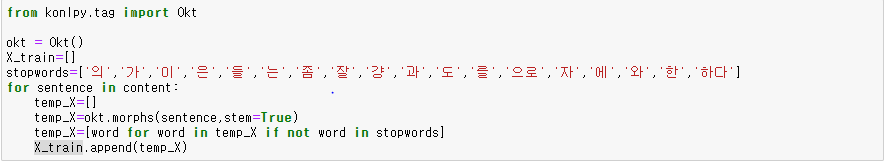 from konlpy.tag import Okt
okt = Okt()
X_train=[]
stopwords=['의','가','이','은','들','는','좀','잘','걍','과','도','를','으로','자','에','와','한','하다']
for sentence in content:
    temp_X=[]
    temp_X=okt.morphs(sentence,stem=True)
    temp_X=[word for word in temp_X if not word in stopwords]
    X_train.append(temp_X)